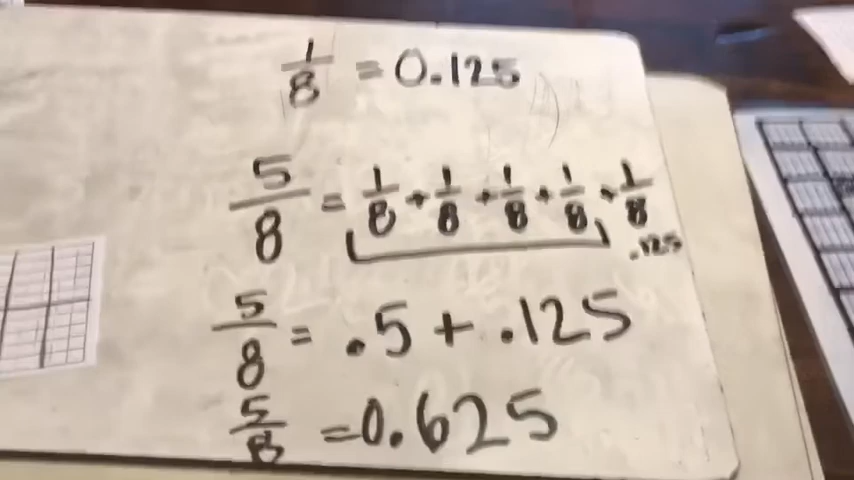 1/8 = 0.125
5/8 = 1/8 + 1/8 + 1/8 + 1/8 + 1/8
.125
5/8 = .5 + .125
5/8 = 0.625